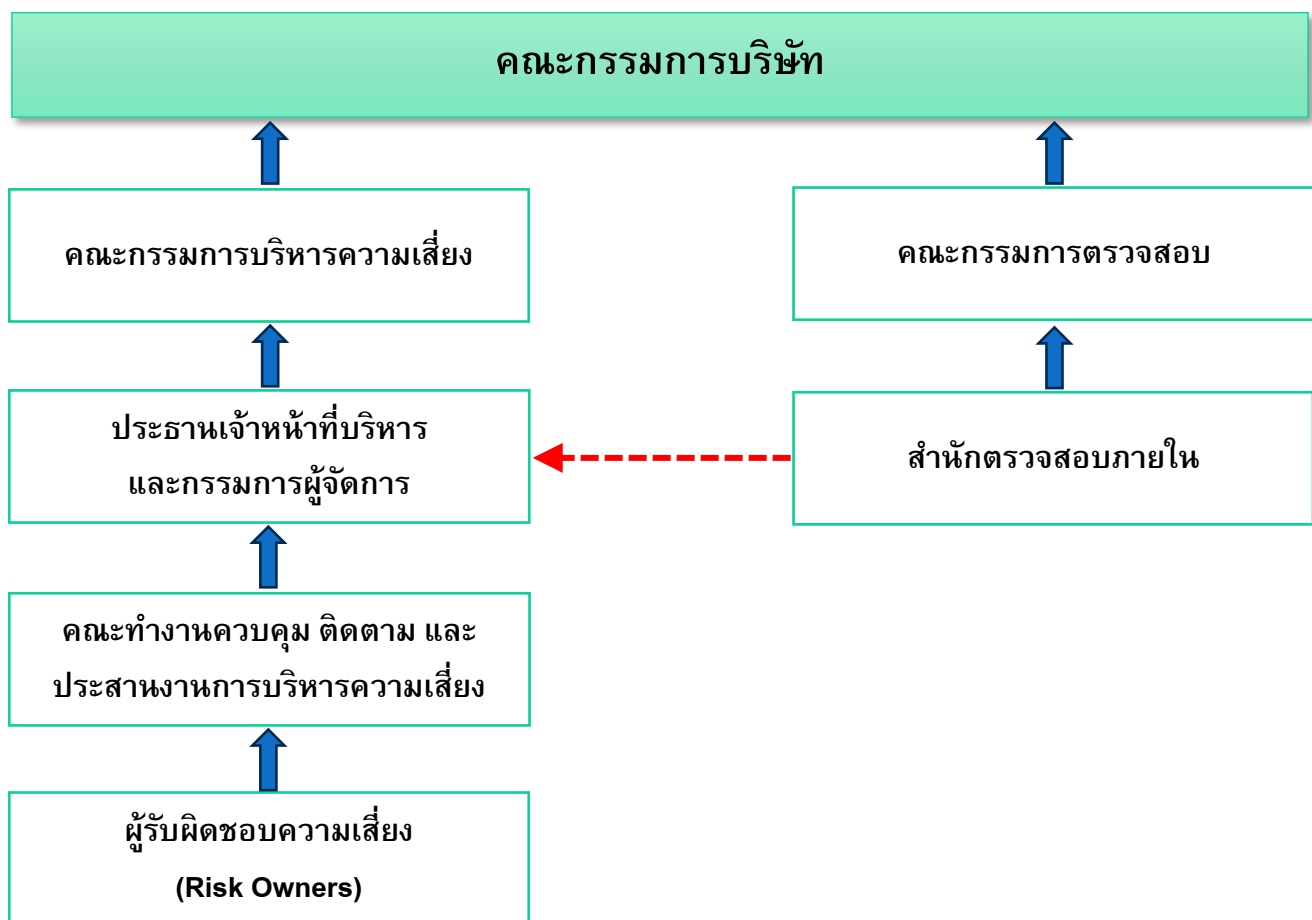 คณะกรรมการบริษัท
คณะกรรมการบริหารความเสี่ยง
คณะกรรมการตรวจสอบ
ประธานเจ้าหน้าที่บริหาร
และกรรมการผู้จัดการ
สำนักตรวจสอบภายใน
คณะทำงานควบคุม ติดตาม และ
ประสานงานการบริหารความเสี่ยง
ผู้รับผิดชอบความเสี่ยง
(Risk Owners)